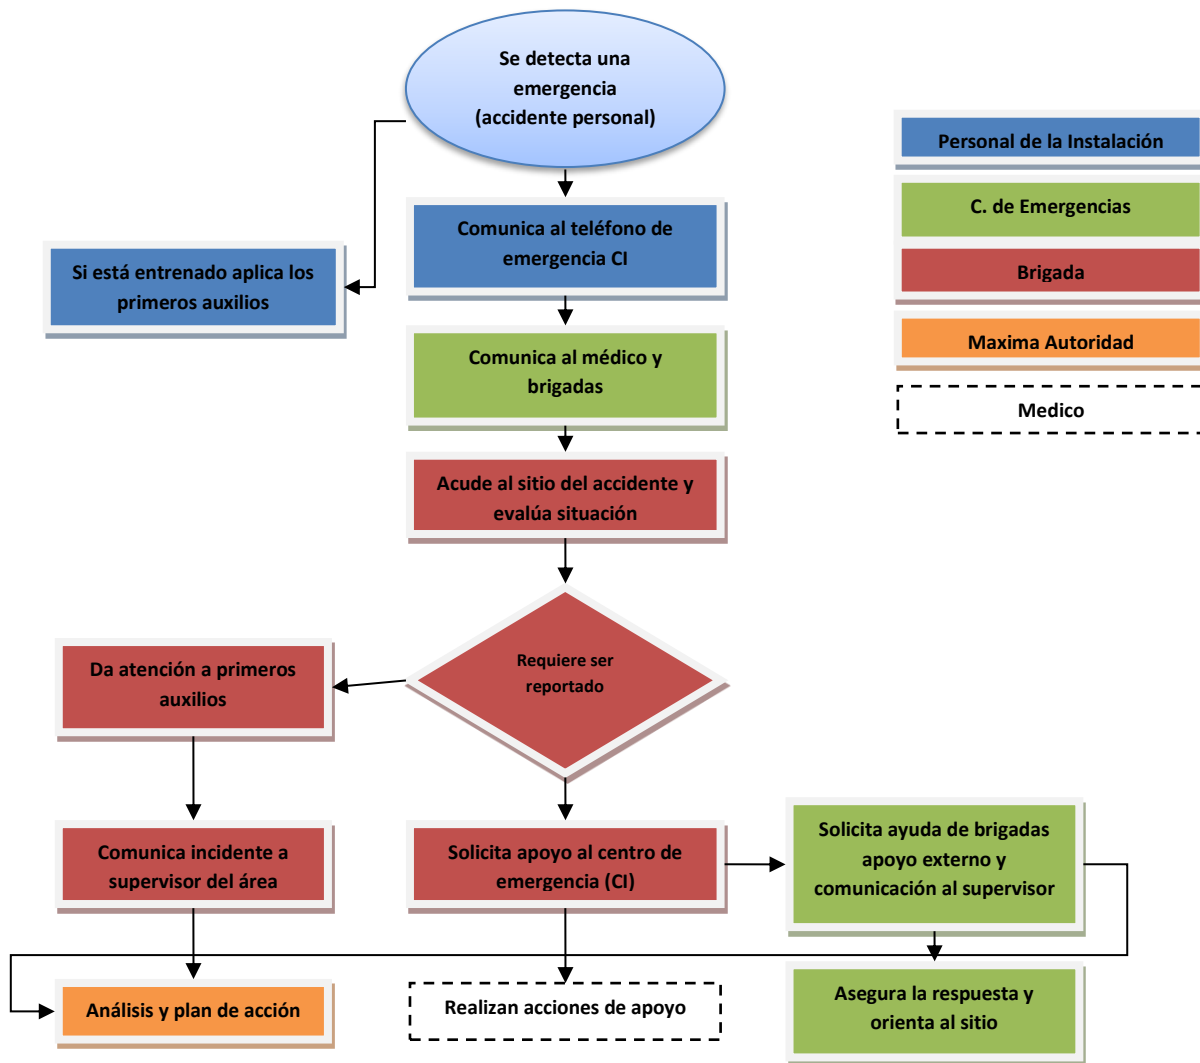 Se detecta una
emergencia
(accidente personal)
Personal de la Instalación
C. de Emergencias
Brigada
Maxima Autoridad
Medico
Comunica al teléfono de
emergencia CI
Si está entrenado aplica los
primeros auxilios
Comunica al médico y
brigadas
Acude al sitio del accidente y
evalúa situación
Requiere ser
reportado
Da atención a primeros
auxilios
Comunica incidente a
supervisor del área
Solicita apoyo al centro de
emergencia (CI)
Solicita ayuda de brigadas
apoyo externo y
comunicación al supervisor
Análisis y plan de acción
Realizan acciones de apoyo
Asegura la respuesta y
orienta al sitio